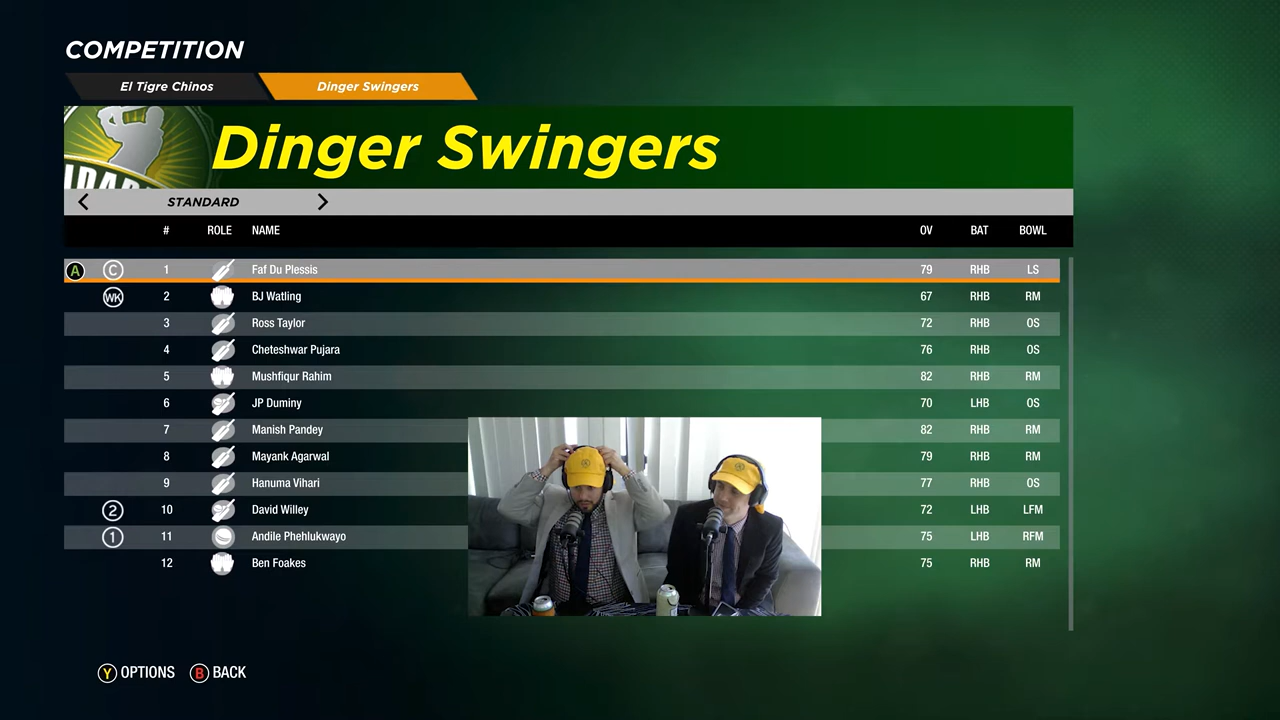 COMPETITION
El Tigre Chinos Dinger Swingers
Dinger Swingers
STANDARD
# ROLE NAME OV BAT BOWL
A C 1 Faf Du Plessis 79 RHB LS
WK 2 BJ Watling 67 RHB RM
3 Ross Taylor 72 RHB OS
4 Cheteshwar Pujara 76 RHB OS
5 Mushfiqur Rahim 82 RHB RM
6 JP Duminy 70 LHB OS
7 Manish Pandey 82 RHB RM
8 Mayank Agarwal 79 RHB RM
9 Hanuma Vihari 77 RHB OS
2 10 David Willey 72 LHB LFM
1 11 Andile Phehlukwayo 75 LHB RFM
12 Ben Foakes 75 RHB RM
Y OPTIONS B BACK